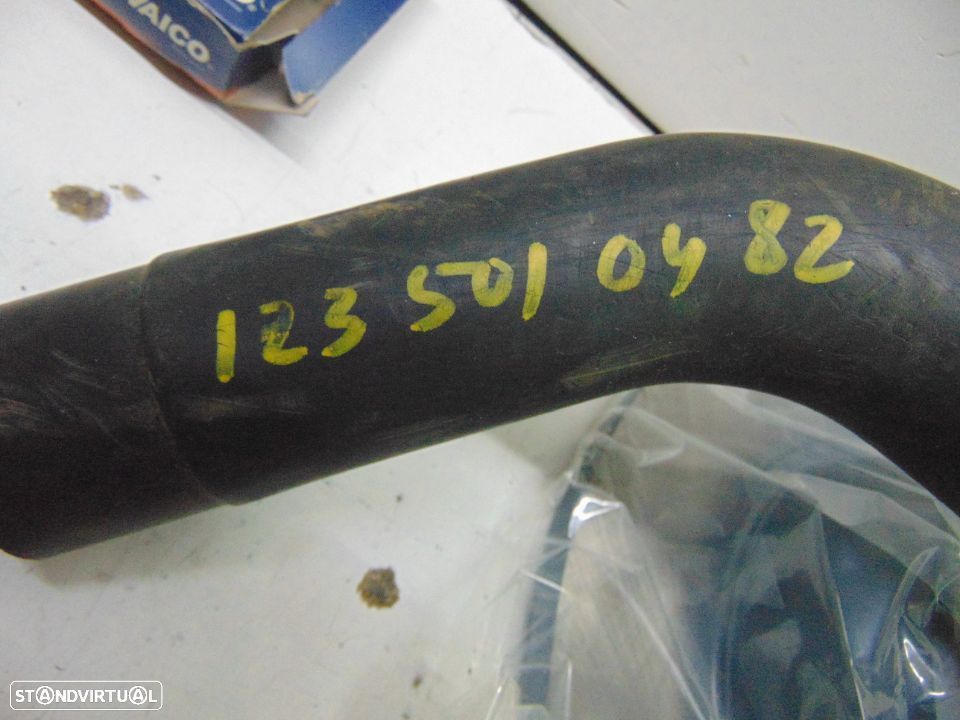 VAICO
123 501 04 82
STANDVIRTUAL